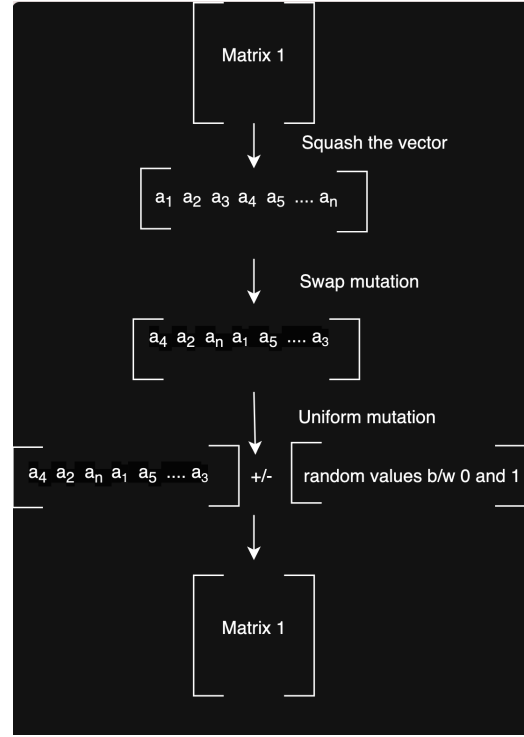 Matrix 1
Squash the vector
a₁ a₂ a₃ a₄ a₅ .... aₙ
Swap mutation
a₄ a₂ aₙ a₁ a₅ .... a₃
Uniform mutation
a₄ a₂ aₙ a₁ a₅ .... a₃ +/- random values b/w 0 and 1
Matrix 1